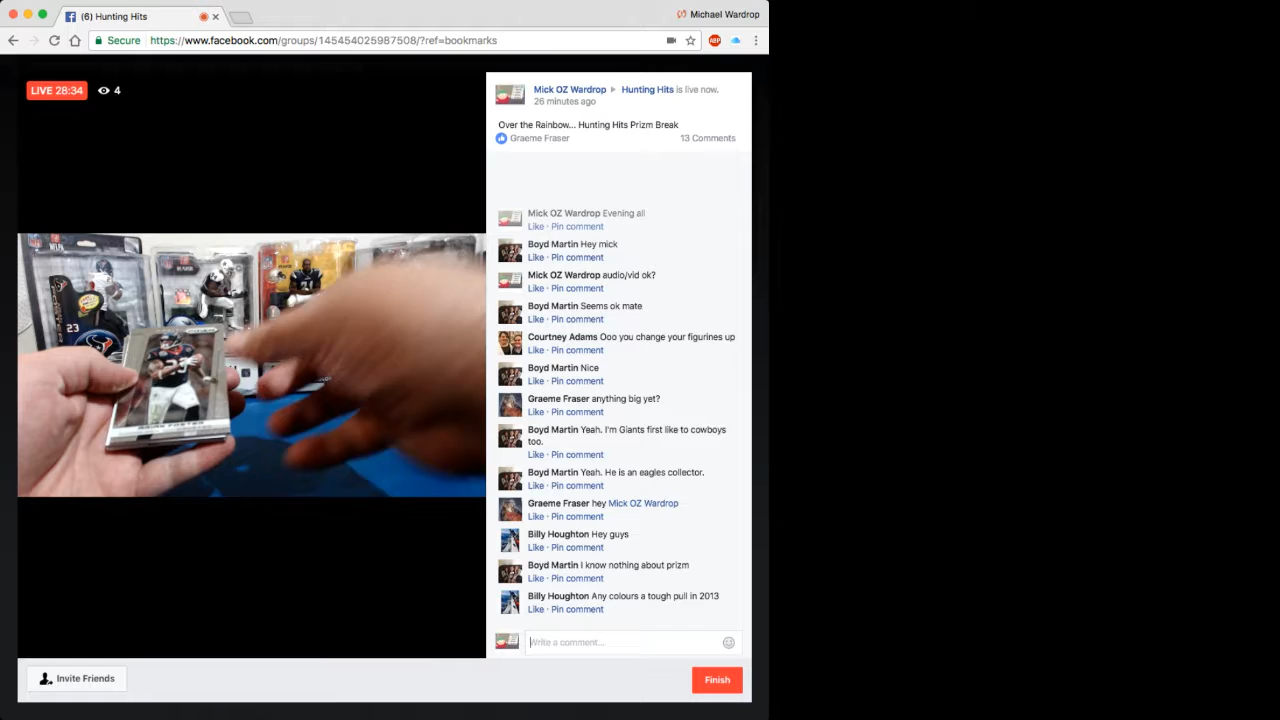 (6) Hunting Hits
Michael Wardrop
Secure https://www.facebook.com/groups/145454025987508/?ref=bookmarks
ABP
LIVE 28:34 4
Mick OZ Wardrop Hunting Hits is live now.
26 minutes ago
Over the Rainbow... Hunting Hits Prizm Break
Graeme Fraser 13 Comments
Mick OZ Wardrop Evening all
Like · Pin comment
Boyd Martin Hey mick
Like · Pin comment
Mick OZ Wardrop audio/vid ok?
Like · Pin comment
Boyd Martin Seems ok mate
Like · Pin comment
Courtney Adams Ooo you change your figurines up
Like · Pin comment
Boyd Martin Nice
Like · Pin comment
Graeme Fraser anything big yet?
Like · Pin comment
Boyd Martin Yeah. I'm Giants first like to cowboys
too.
Like · Pin comment
Boyd Martin Yeah. He is an eagles collector.
Like · Pin comment
Graeme Fraser hey Mick OZ Wardrop
Like · Pin comment
Billy Houghton Hey guys
Like · Pin comment
Boyd Martin I know nothing about prizm
Like · Pin comment
Billy Houghton Any colours a tough pull in 2013
Like · Pin comment
Write a comment...
Invite Friends
Finish
23